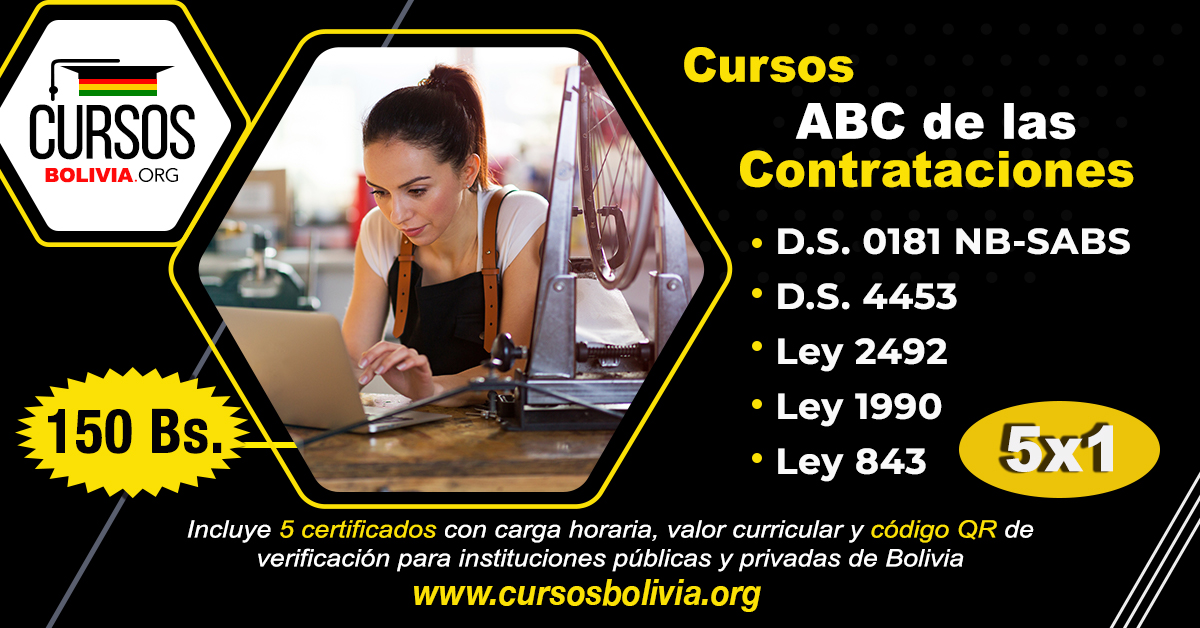 CURSOS
BOLIVIA.ORG
Cursos
ABC de las
Contrataciones
• D.S. 0181 NB-SABS
• D.S. 4453
• Ley 2492
• Ley 1990
• Ley 843
150 Bs.
5x1
Incluye 5 certificados con carga horaria, valor curricular y código QR de
verificación para instituciones públicas y privadas de Bolivia
www.cursosbolivia.org